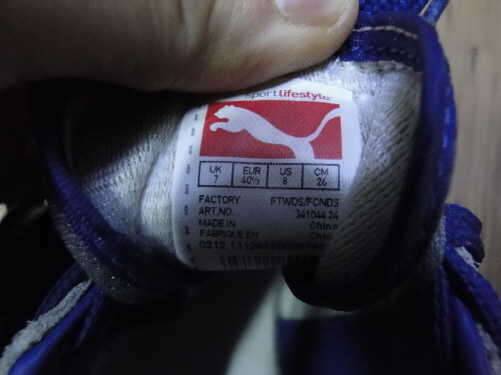 sportlifestyle
UK EUR US CM
7 40½ 8 26
FACTORY FTWDS/FCNDS
ART.NO. 341044 24
MADE IN China
FABRIQUE EN